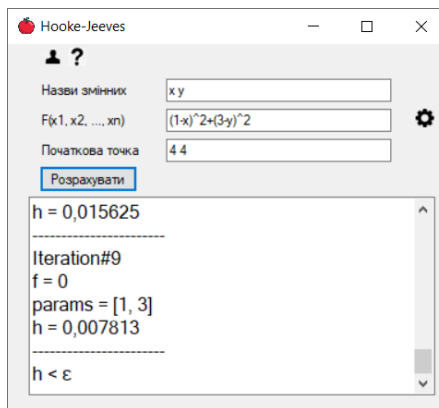 Hooke-Jeeves
?
Назви змінних
x y
F(x1, x2, ..., xn)
(1-x)^2+(3-y)^2
Початкова точка
4 4
Розрахувати
h = 0,015625
-----------------------
Iteration#9
f = 0
params = [1, 3]
h = 0,007813
-----------------------
h < ε